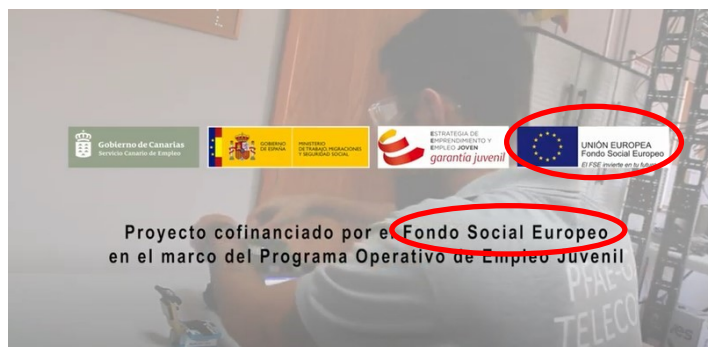 Gobierno de Canarias
Servicio Canario de Empleo
GOBIERNO
DE ESPAÑA
MINISTERIO
DE TRABAJO, MIGRACIONES
Y SEGURIDAD SOCIAL
ESTRATEGIA DE
EMPRENDIMIENTO Y
EMPLEO JOVEN
garantía juvenil
UNIÓN EUROPEA
Fondo Social Europeo
El FSE invierte en tu futuro
Proyecto cofinanciado por el Fondo Social Europeo
en el marco del Programa Operativo de Empleo Juvenil
PFAE-G
TELECO